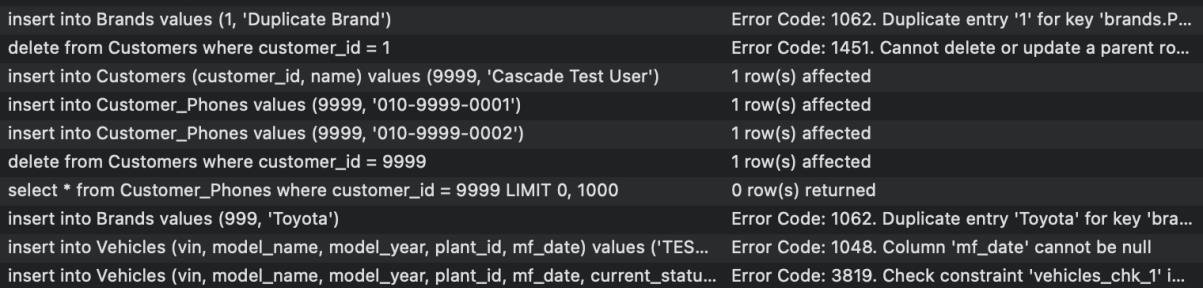 insert into Brands values (1, 'Duplicate Brand') Error Code: 1062. Duplicate entry '1' for key 'brands.P...
delete from Customers where customer_id = 1 Error Code: 1451. Cannot delete or update a parent ro...
insert into Customers (customer_id, name) values (9999, 'Cascade Test User') 1 row(s) affected
insert into Customer_Phones values (9999, '010-9999-0001') 1 row(s) affected
insert into Customer_Phones values (9999, '010-9999-0002') 1 row(s) affected
delete from Customers where customer_id = 9999 1 row(s) affected
select * from Customer_Phones where customer_id = 9999 LIMIT 0, 1000 0 row(s) returned
insert into Brands values (999, 'Toyota') Error Code: 1062. Duplicate entry 'Toyota' for key 'bra...
insert into Vehicles (vin, model_name, model_year, plant_id, mf_date) values ('TES... Error Code: 1048. Column 'mf_date' cannot be null
insert into Vehicles (vin, model_name, model_year, plant_id, mf_date, current_statu... Error Code: 3819. Check constraint 'vehicles_chk_1' i...